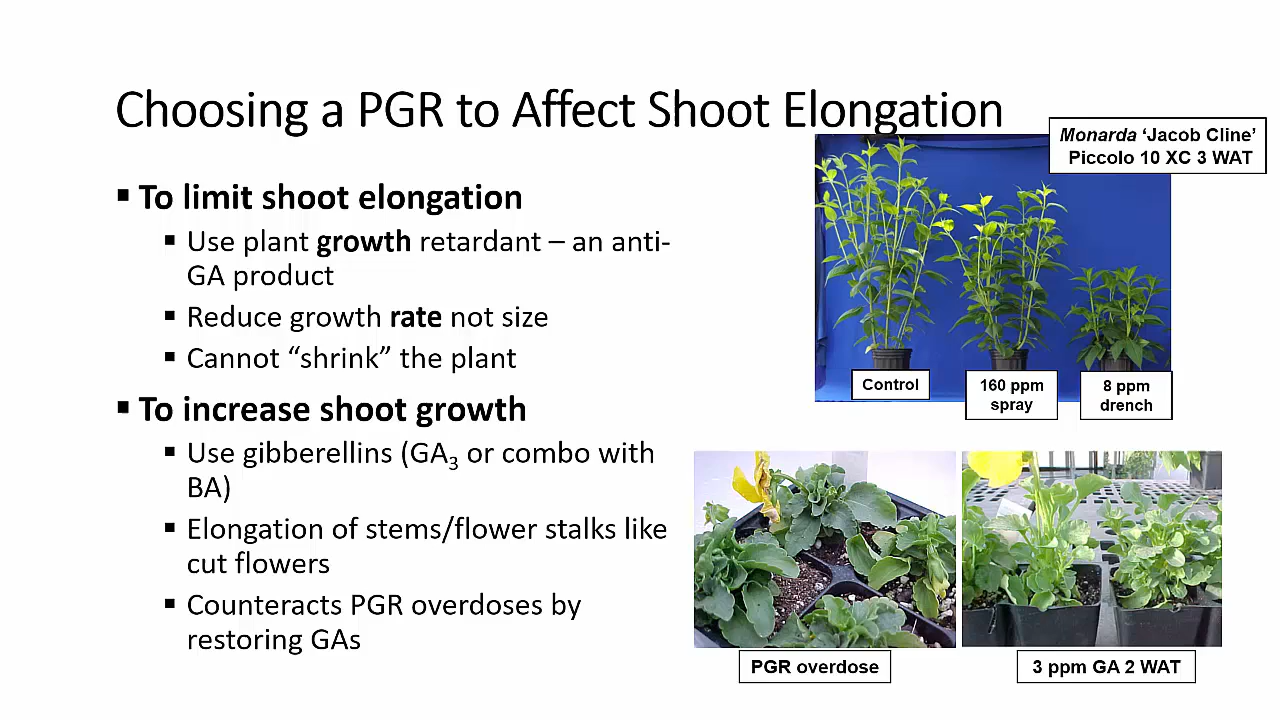 Choosing a PGR to Affect Shoot Elongation
Monarda ‘Jacob Cline’
Piccolo 10 XC 3 WAT
▪ To limit shoot elongation
▪ Use plant growth retardant – an anti-
GA product
▪ Reduce growth rate not size
▪ Cannot “shrink” the plant
▪ To increase shoot growth
▪ Use gibberellins (GA₃ or combo with
BA)
▪ Elongation of stems/flower stalks like
cut flowers
▪ Counteracts PGR overdoses by
restoring GAs
Control
160 ppm
spray
8 ppm
drench
PGR overdose
3 ppm GA 2 WAT